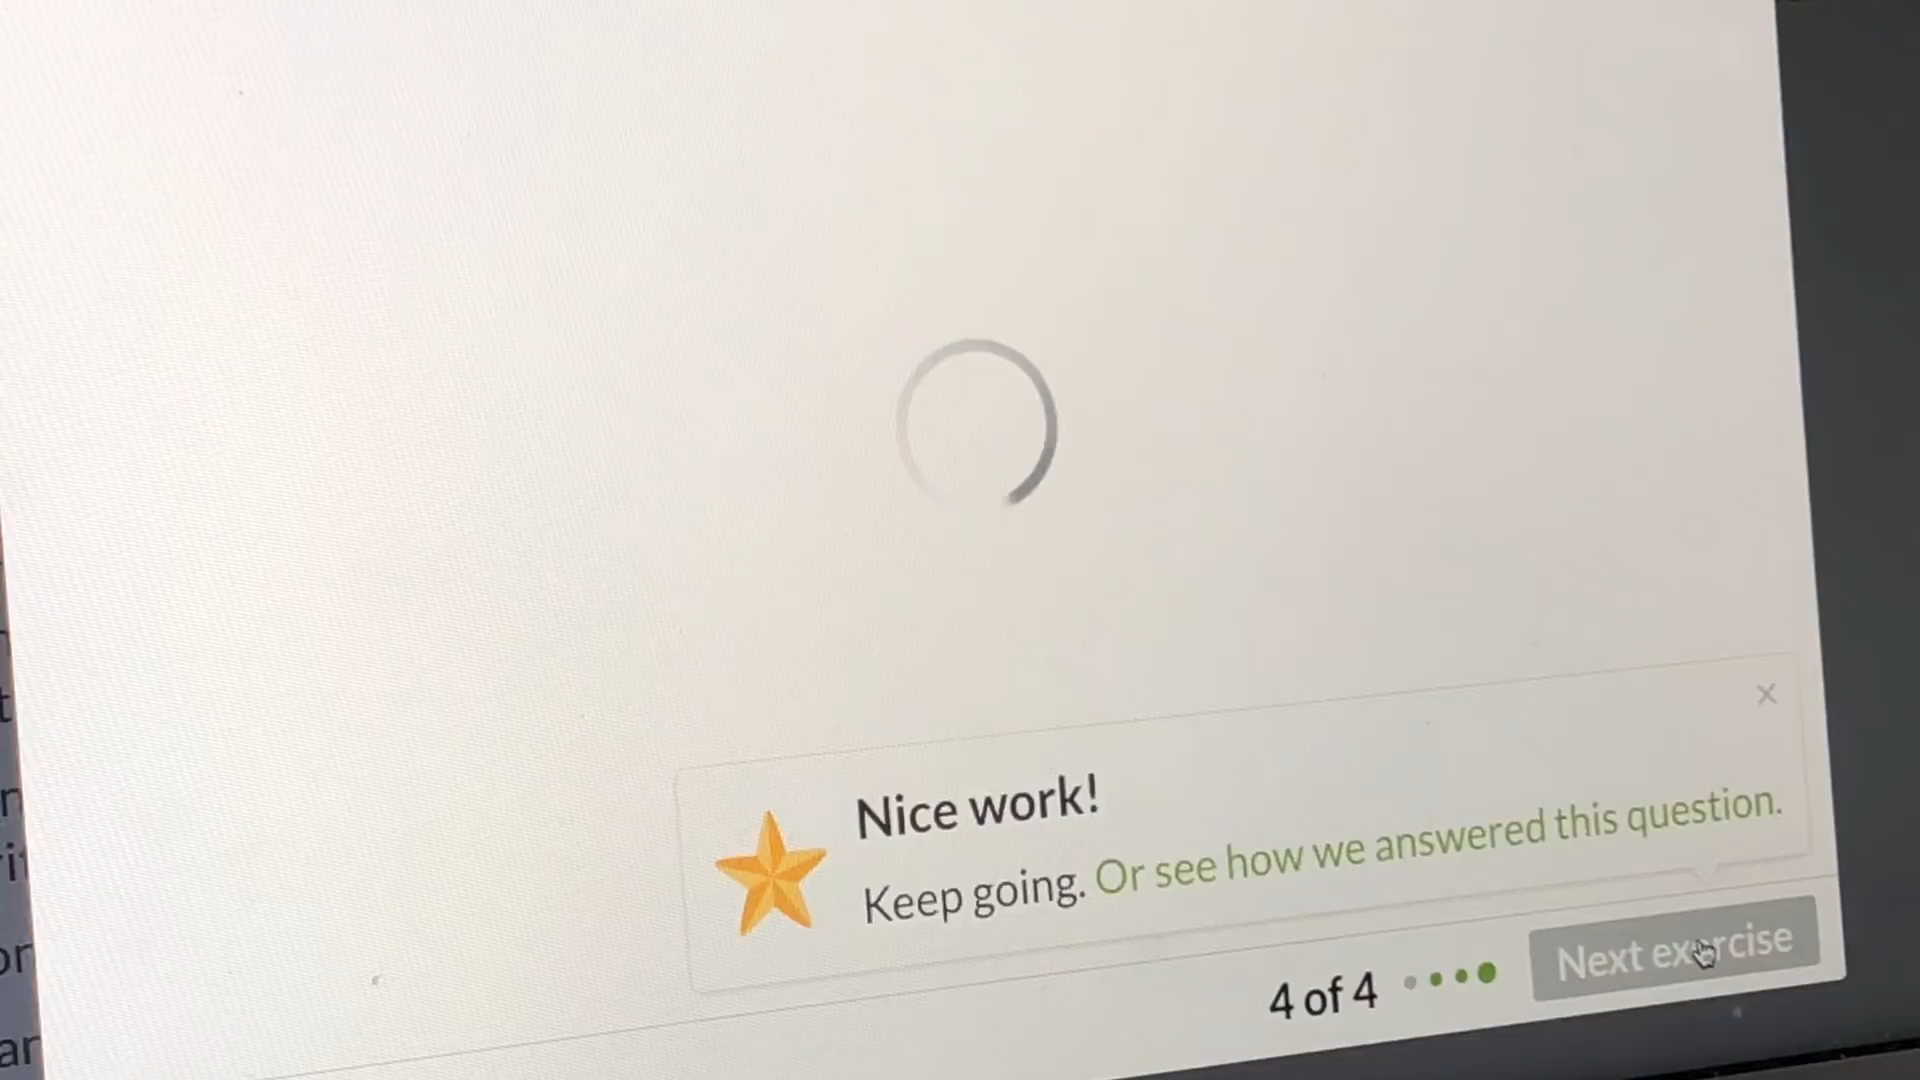 Nice work!
Keep going. Or see how we answered this question.
4 of 4
Next exercise